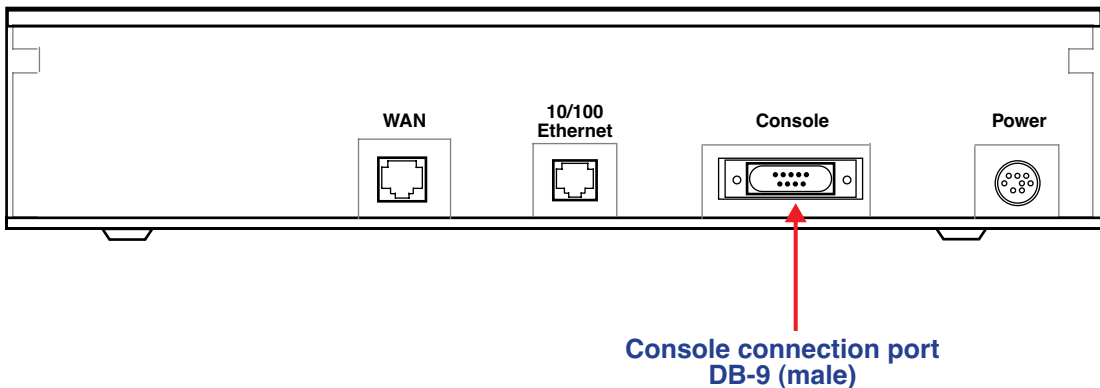 WAN
10/100
Ethernet
Console
Power
Console connection port
DB-9 (male)